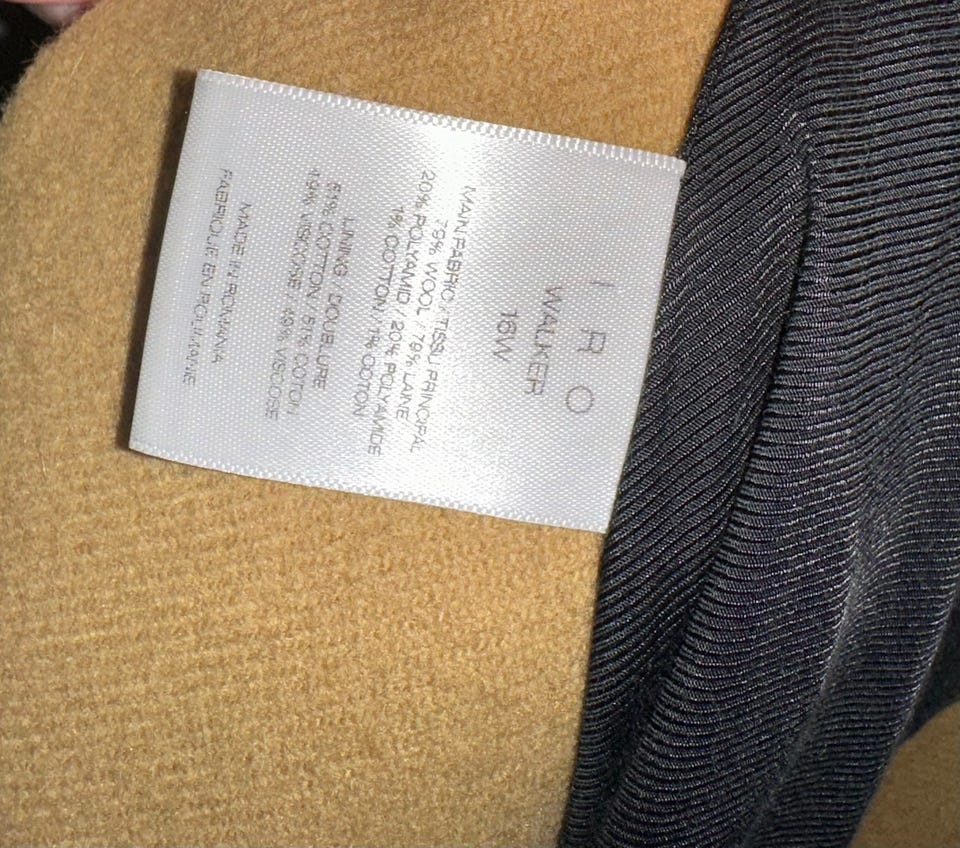 I R O
WALKER
16W
MAIN FABRIC / TISSU PRINCIPAL
79% WOOL / 79% LAINE
20% POLYAMID / 20% POLYAMIDE
1% COTTON / 1% COTON
LINING / DOUBLURE
51% COTTON / 51% COTON
49% VISCOSE / 49% VISCOSE
MADE IN ROMANIA
FABRIQUE EN ROUMANIE